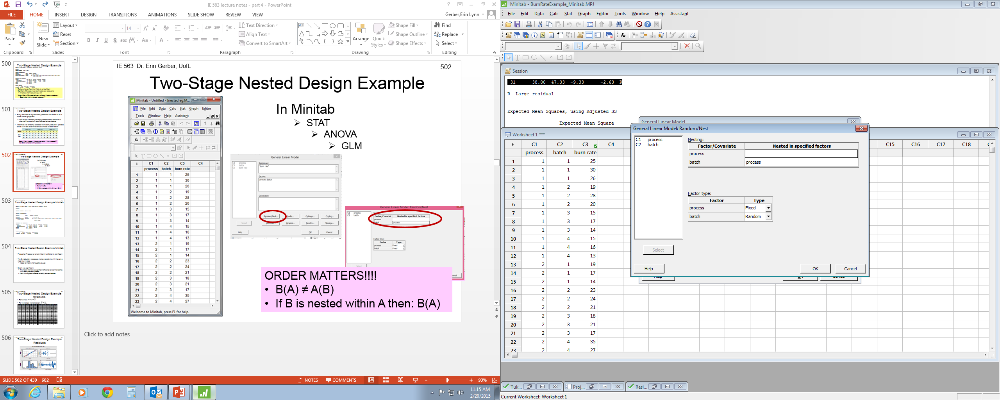 IE 563 lecture notes - part 4 - PowerPoint
FILE HOME INSERT DESIGN TRANSITIONS ANIMATIONS SLIDE SHOW REVIEW VIEW
Gerber,Erin Lynn
Paste
New Slide
Layout
Reset
Section
14
B I U S abc AV Aa A
Text Direction
Align Text
Convert to SmartArt
Arrange
Quick Styles
Shape Fill
Shape Outline
Shape Effects
Find
Replace
Select
Clipboard Slides Font Paragraph Drawing Editing
500
Two-Stage Nested Design Example
501
Two-Stage Nested Design Example
502
Two-Stage Nested Design Example
503
Two-Stage Nested Design Example Minitab
504
Two-Stage Nested Design Example Minitab
505
Two-Stage Nested Design Example
Residuals
506
Two-Stage Nested Design Example
Residuals
IE 563 Dr. Erin Gerber, UofL
502
Two-Stage Nested Design Example
Minitab - Untitled - [nested eg.M...
File Edit Data Calc Stat Graph Editor
Tools Window Help Assistant
C1 C2 C3 C4
process batch burn rate
1 1 1 25
2 1 1 30
3 1 1 26
4 1 2 19
5 1 2 28
6 1 2 20
7 1 3 15
8 1 3 17
9 1 3 14
10 1 4 15
11 1 4 16
12 1 4 13
13 2 1 19
14 2 1 17
15 2 1 14
16 2 2 23
17 2 2 24
18 2 2 21
19 2 3 18
20 2 3 21
21 2 3 17
22 2 4 35
23 2 4 27
Welcome to Minitab, press F1 for help.
In Minitab
➢ STAT
➢ ANOVA
➢ GLM
General Linear Model
C1 process
C2 batch
C3 burn rate
Responses:
'burn rate'
Factors:
process batch
Covariates:
Random/Nest... Model... Options... Coding...
Select
Graphs... Results... Storage...
Help OK Cancel
General Linear Model: Random/Nest
C1 process
C2 batch
Factor/Covariat Nested in specified factors
process
batch process
Factor type:
Factor Type
process Fixed
batch Fixed
Select
ORDER MATTERS!!!!
• B(A) ≠ A(B)
• If B is nested within A then: B(A)
Click to add notes
SLIDE 502 OF 430 .. 602
NOTES COMMENTS 93%
11:15 AM
2/20/2015
Minitab - BurnRateExample_Minitab.MPJ
File Edit Data Calc Stat Graph Editor Tools Window Help Assistant
Session
31 38.00 47.33 -9.33 -2.63 R
R Large residual
Expected Mean Squares, using Adjusted SS
Expected Mean Square
General Linear Model
General Linear Model: Random/Nest
C1 process
C2 batch
Nesting:
Factor/Covariate Nested in specified factors
process
batch process
Factor type:
Factor Type
process Fixed
batch Random
Select
Help OK Cancel
Help OK Cancel
Worksheet 1 ***
C1 C2 C3 C4 C15 C16 C17 C18
process batch burn rate
1 1 1 25
2 1 1 30
3 1 1 26
4 1 2 19
5 1 2 28
6 1 2 20
7 1 3 15
8 1 3 17
9 1 3 14
10 1 4 15
11 1 4 16
12 1 4 13
13 2 1 19
14 2 1 17
15 2 1 14
16 2 2 23
17 2 2 24
18 2 2 21
19 2 3 18
20 2 3 21
21 2 3 17
22 2 4 35
23 2 4 27
Tuk... Proj... Resi...
Current Worksheet: Worksheet 1